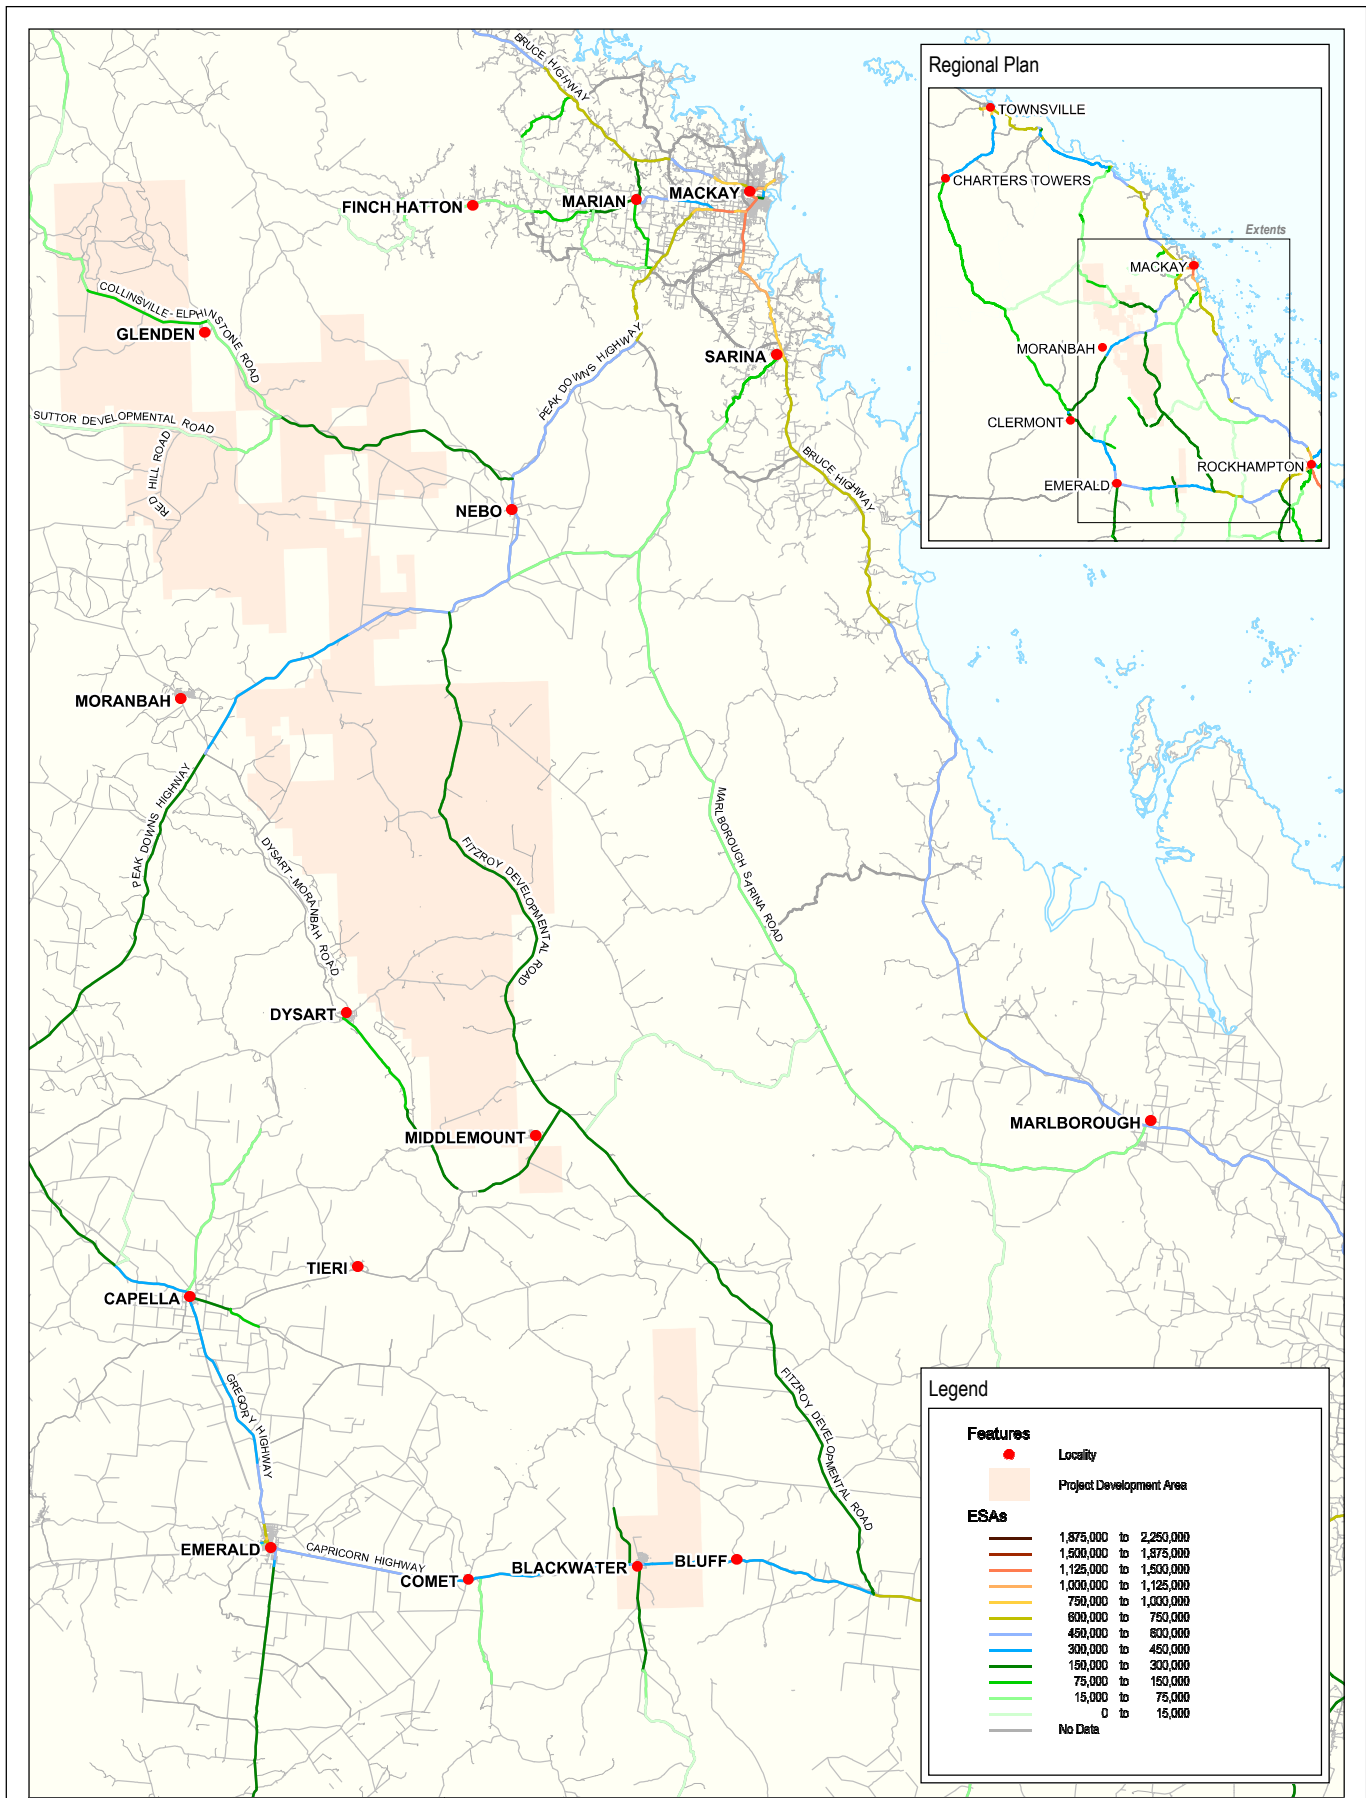 BRUCE HIGHWAY
Regional Plan
TOWNSVILLE
CHARTERS TOWERS
Extents
MACKAY
MORANBAH
CLERMONT
ROCKHAMPTON
EMERALD
FINCH HATTON
MARIAN
MACKAY
COLLINSVILLE-ELPHINSTONE ROAD
GLENDEN
PEAK DOWNS HIGHWAY
SARINA
SUTTOR DEVELOPMENTAL ROAD
RED HILL ROAD
BRUCE HIGHWAY
NEBO
MORANBAH
PEAK DOWNS HIGHWAY
DYSART-MORANBAH ROAD
FITZROY DEVELOPMENTAL ROAD
MARLBOROUGH SARINA ROAD
DYSART
MIDDLEMOUNT
MARLBOROUGH
TIERI
CAPELLA
GREGORY HIGHWAY
FITZROY DEVELOPMENTAL ROAD
EMERALD
CAPRICORN HIGHWAY
COMET
BLACKWATER
BLUFF
Legend
Features
Locality
Project Development Area
ESAs
1,875,000 to 2,250,000
1,500,000 to 1,875,000
1,125,000 to 1,500,000
1,000,000 to 1,125,000
750,000 to 1,000,000
600,000 to 750,000
450,000 to 600,000
300,000 to 450,000
150,000 to 300,000
75,000 to 150,000
15,000 to 75,000
0 to 15,000
No Data